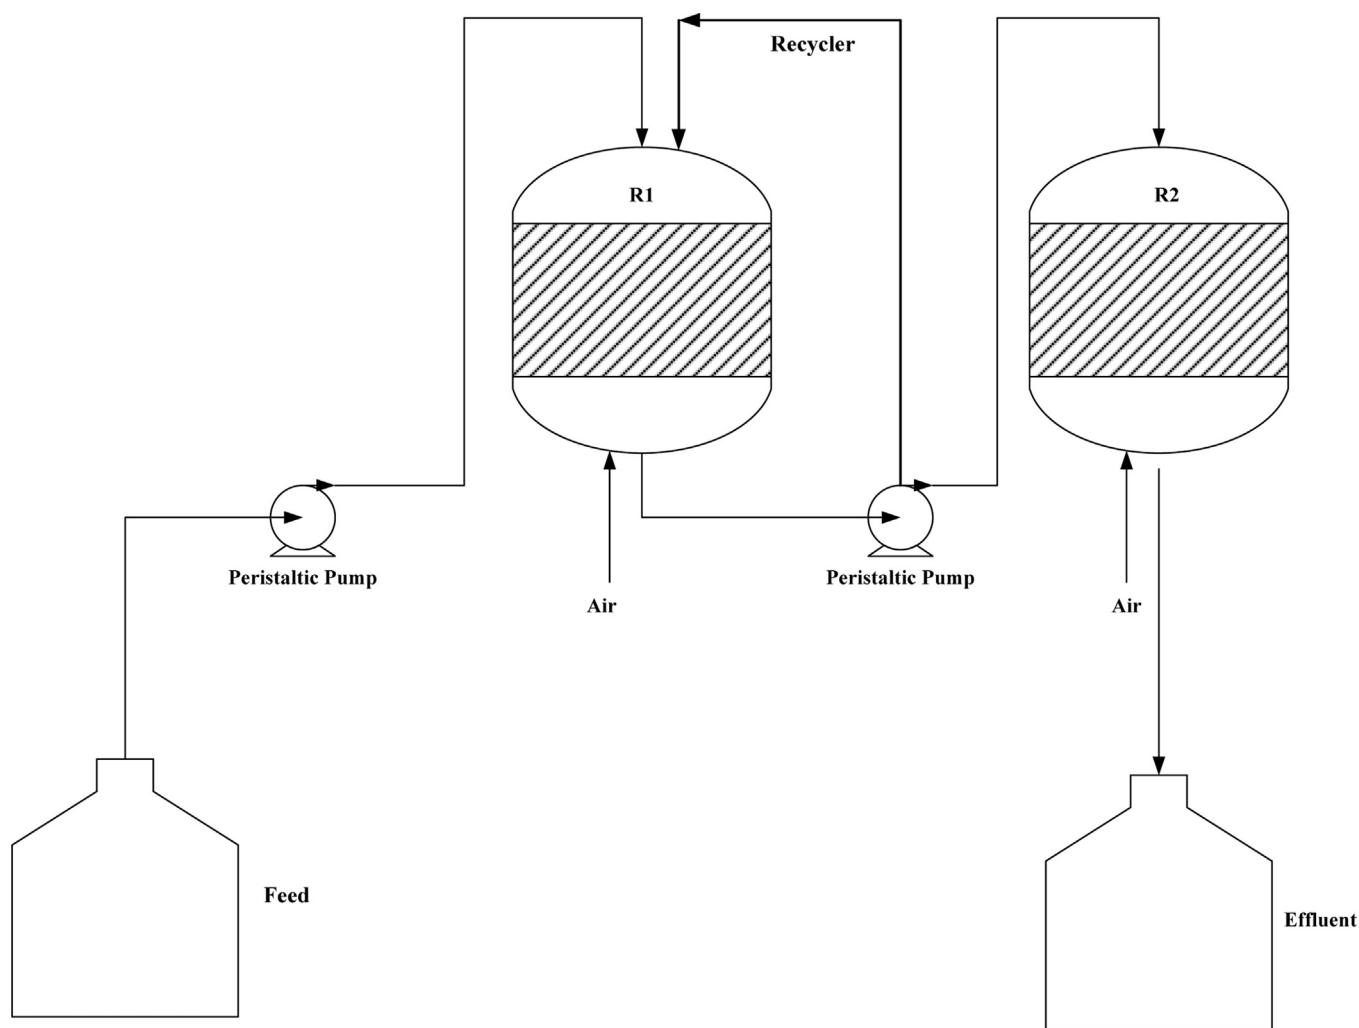 Recycler
R1
R2
Peristaltic Pump
Peristaltic Pump
Air
Air
Feed
Effluent